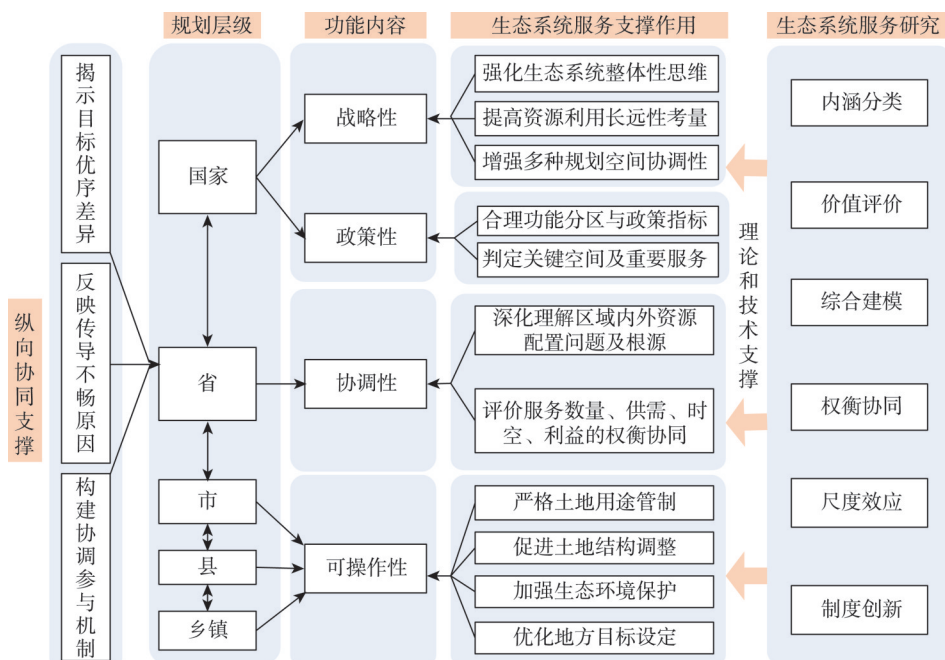 规划层级
功能内容
生态系统服务支撑作用
生态系统服务研究
纵向协同支撑
揭示目标优序差异
反映传导不畅原因
构建协调参与机制
国家
省
市
县
乡镇
战略性
政策性
协调性
可操作性
强化生态系统整体性思维
提高资源利用长远性考量
增强多种规划空间协调性
合理功能分区与政策指标
判定关键空间及重要服务
深化理解区域内外资源
配置问题及根源
评价服务数量、供需、时
空、利益的权衡协同
严格土地用途管制
促进土地结构调整
加强生态环境保护
优化地方目标设定
理论和技术支撑
内涵分类
价值评价
综合建模
权衡协同
尺度效应
制度创新